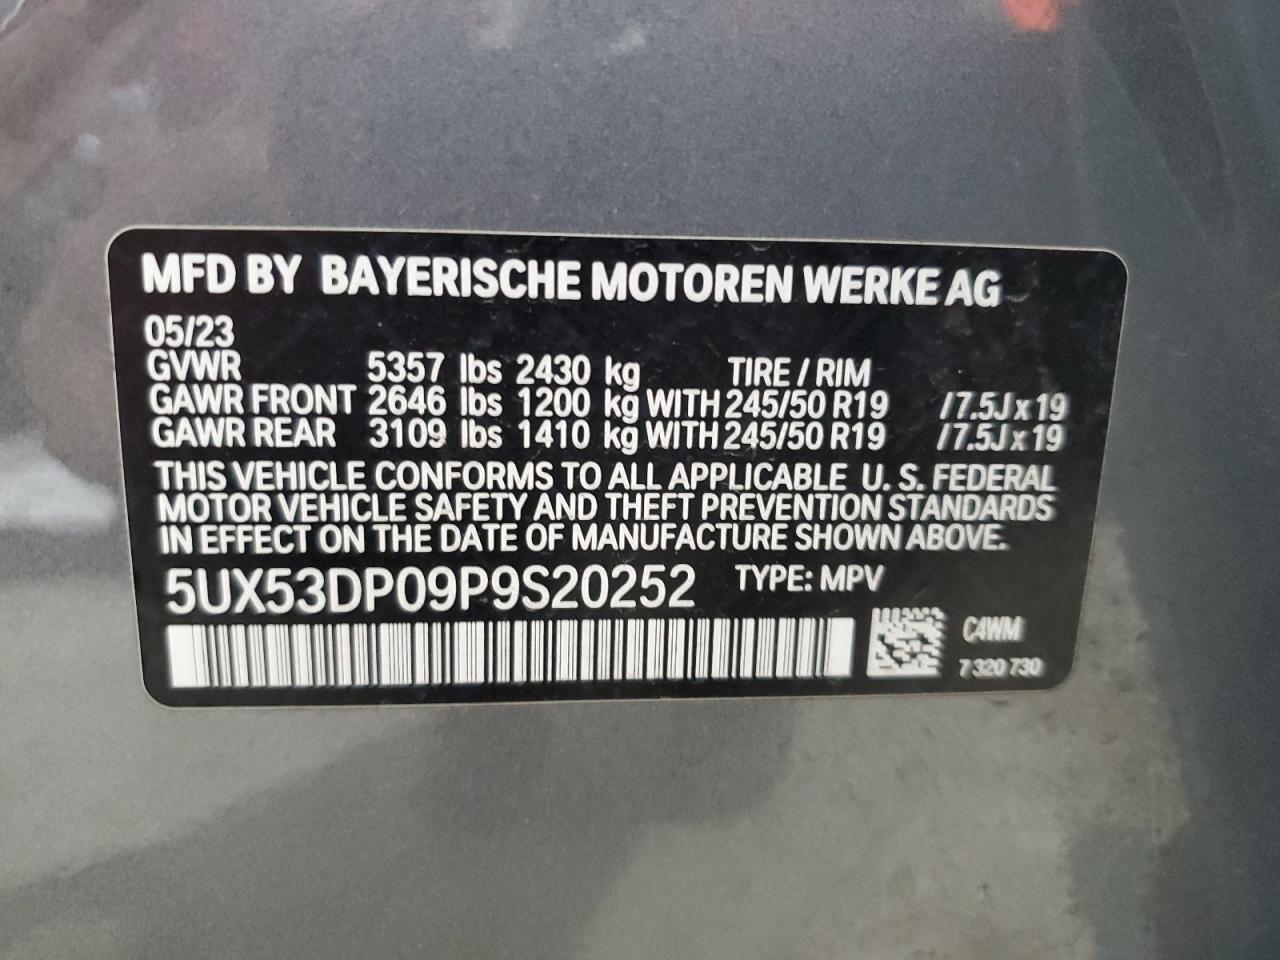 MFD BY BAYERISCHE MOTOREN WERKE AG
05/23
GVWR 5357 lbs 2430 kg TIRE / RIM
GAWR FRONT 2646 lbs 1200 kg WITH 245/50 R19 /7.5J x 19
GAWR REAR 3109 lbs 1410 kg WITH 245/50 R19 /7.5J x 19
THIS VEHICLE CONFORMS TO ALL APPLICABLE U. S. FEDERAL
MOTOR VEHICLE SAFETY AND THEFT PREVENTION STANDARDS
IN EFFECT ON THE DATE OF MANUFACTURE SHOWN ABOVE.
5UX53DP09P9S20252 TYPE: MPV
C4WM
7 320 730